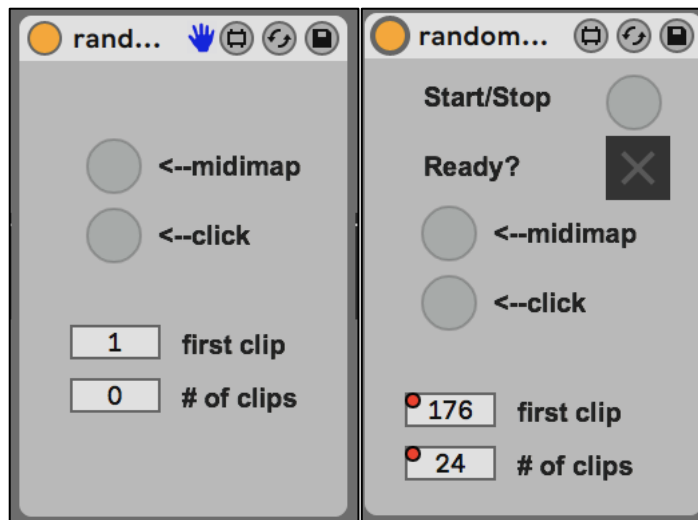 rand...
<--midimap
<--click
1 first clip
0 # of clips
random...
Start/Stop
Ready?
<--midimap
<--click
176 first clip
24 # of clips